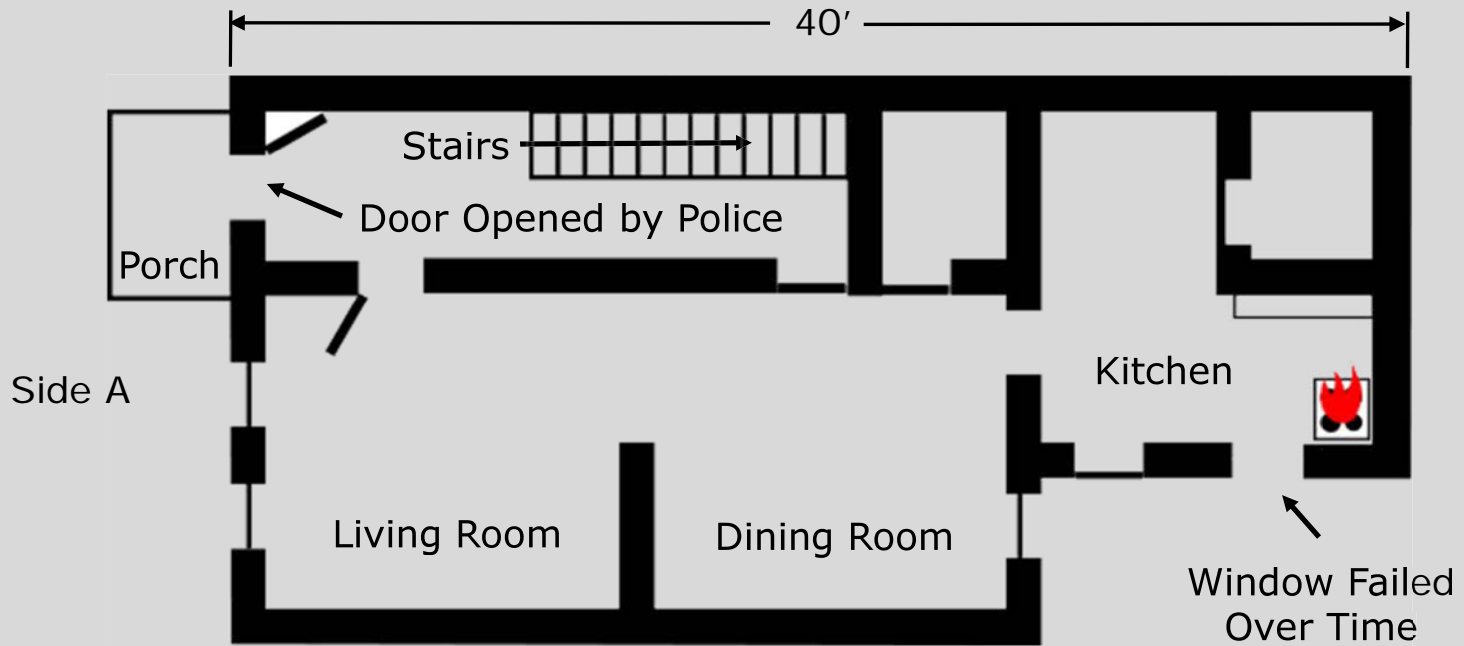 40′
Stairs
Door Opened by Police
Porch
Side A
Kitchen
Living Room
Dining Room
Window Failed
Over Time